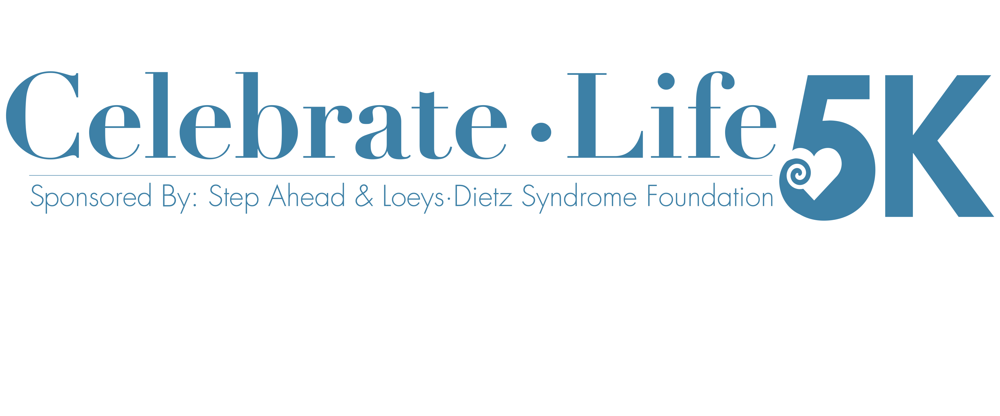 Celebrate · Life 5K
Sponsored By: Step Ahead & Loeys·Dietz Syndrome Foundation